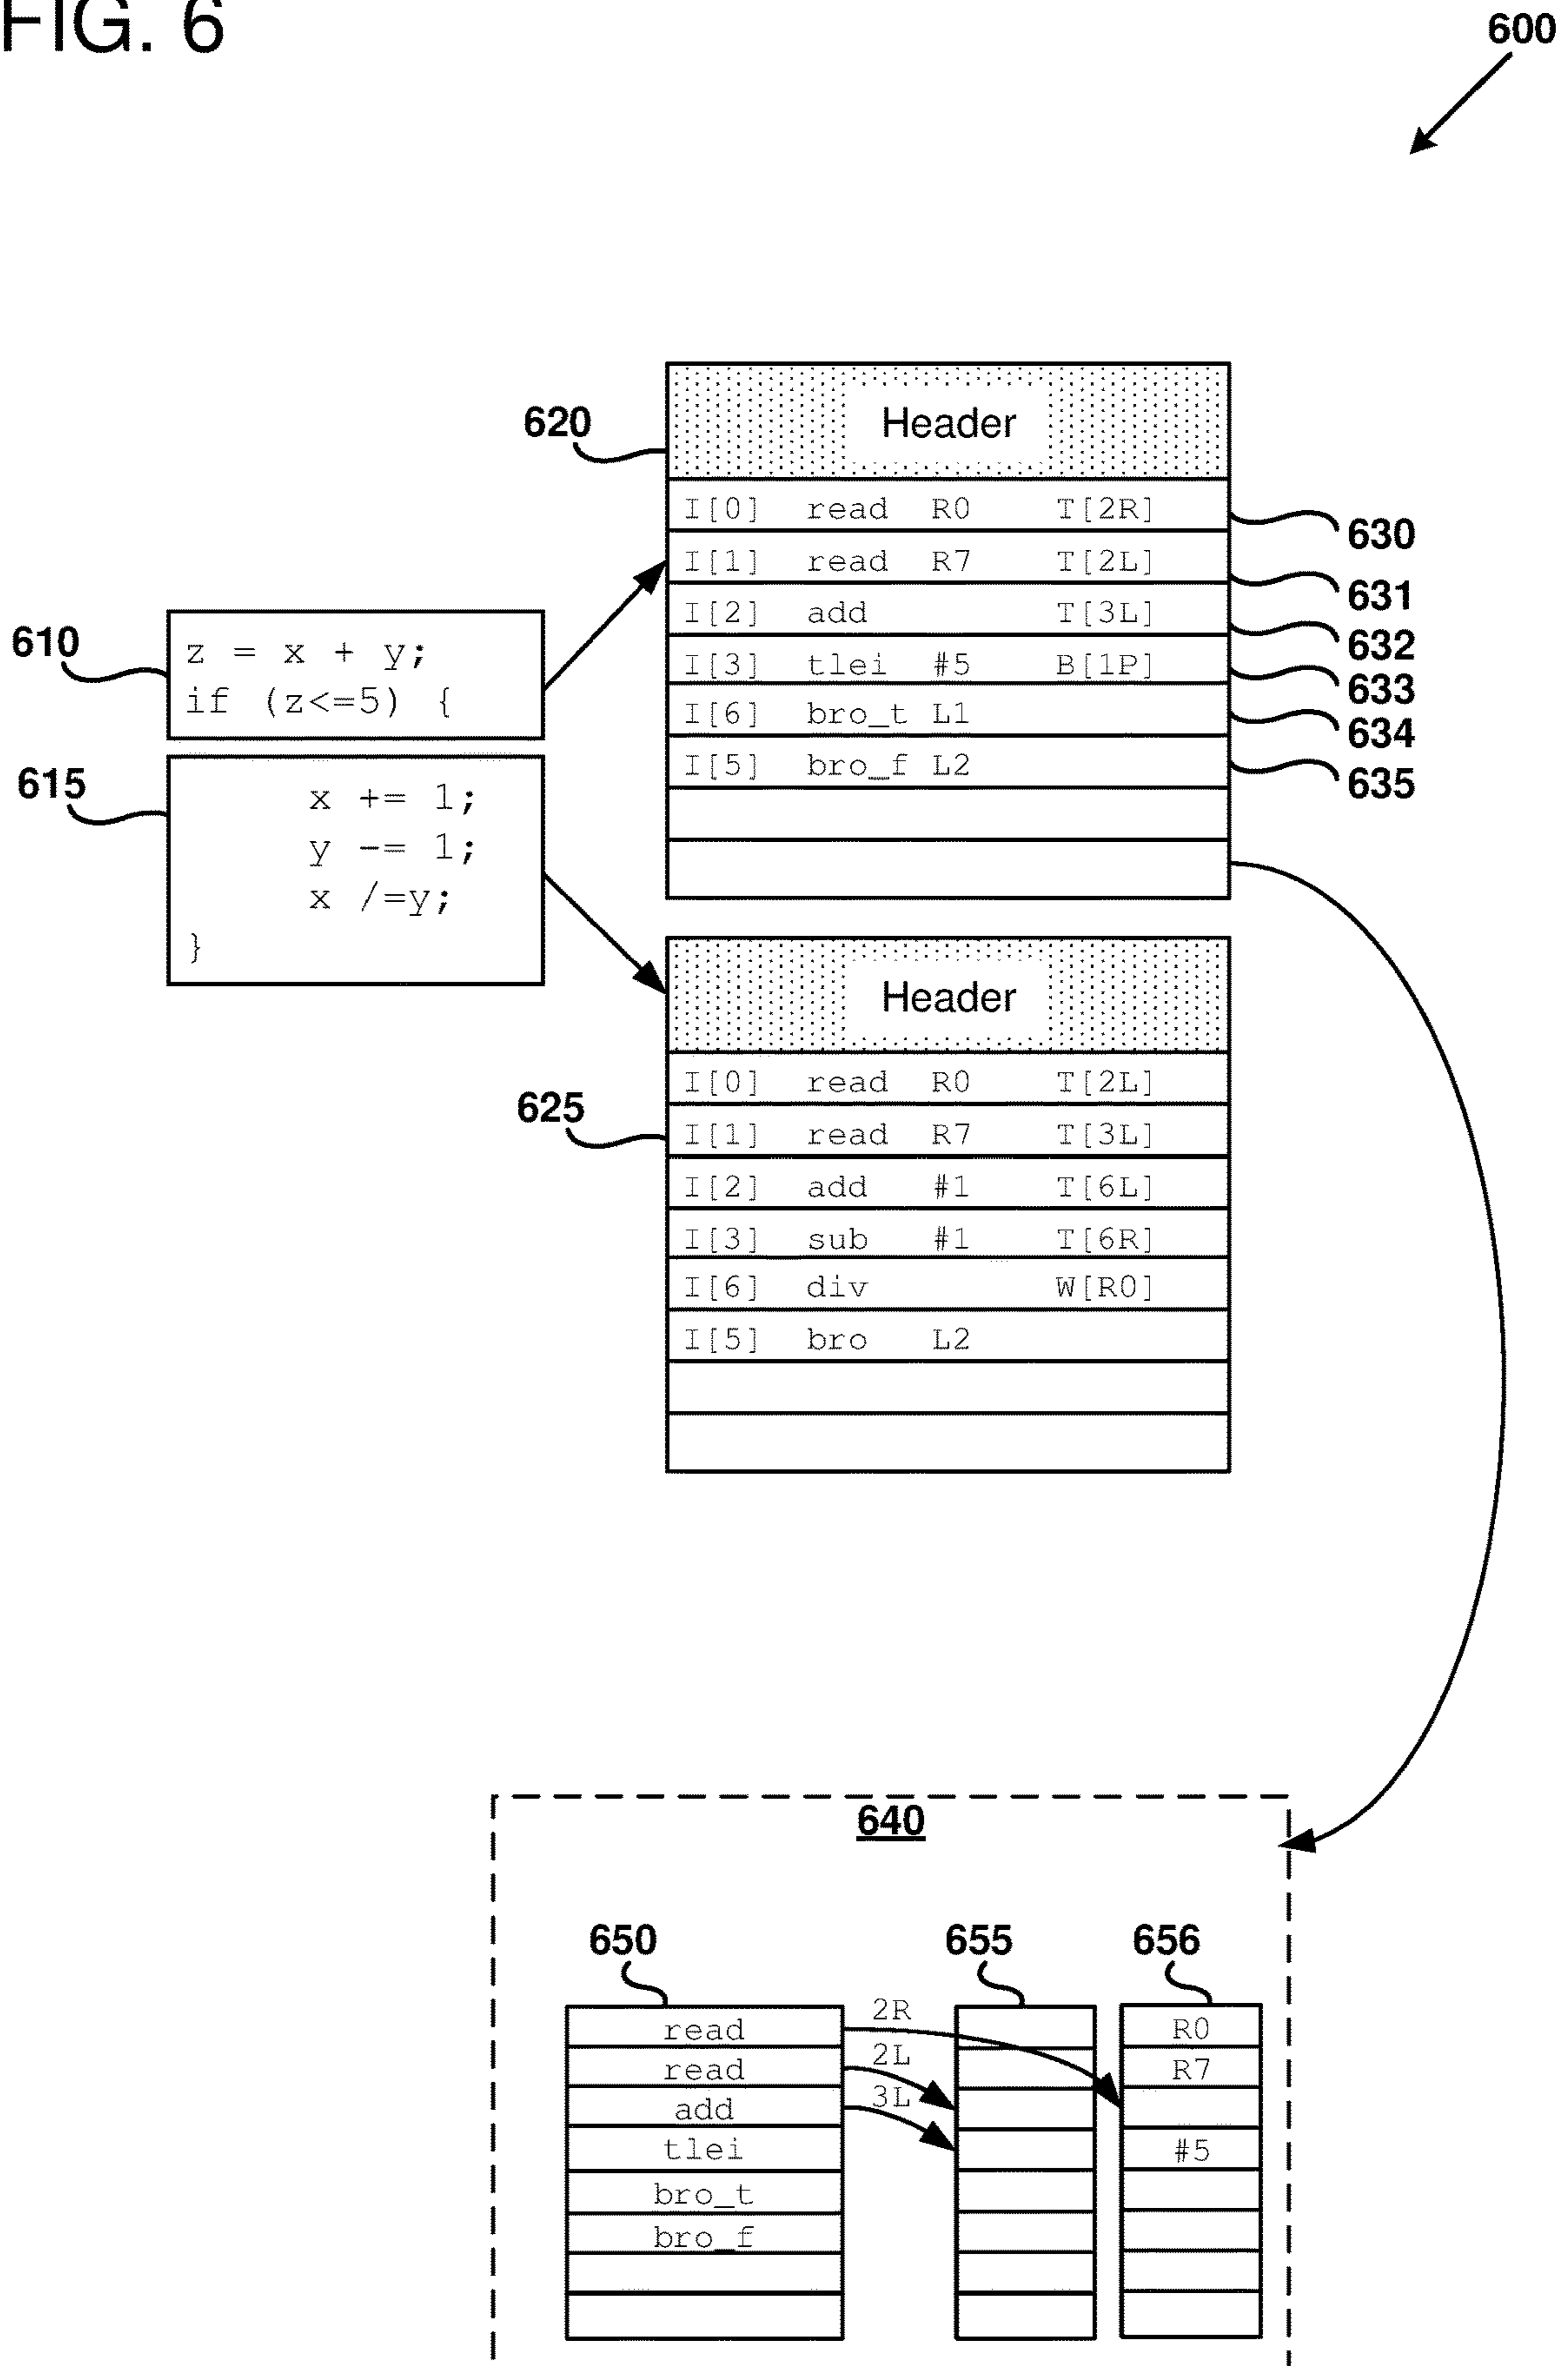 FIG. 6
600
620
Header
I[0] read R0 T[2R]
630
I[1] read R7 T[2L]
631
I[2] add T[3L]
632
I[3] tlei #5 B[1P]
633
I[6] bro_t L1
634
I[5] bro_f L2
635
610
z = x + y;
if (z<=5) {
615
x += 1;
y -= 1;
x /=y;
}
Header
625
I[0] read R0 T[2L]
I[1] read R7 T[3L]
I[2] add #1 T[6L]
I[3] sub #1 T[6R]
I[6] div W[R0]
I[5] bro L2
640
650
655
656
read
read
add
tlei
bro_t
bro_f
2R
2L
3L
R0
R7
#5